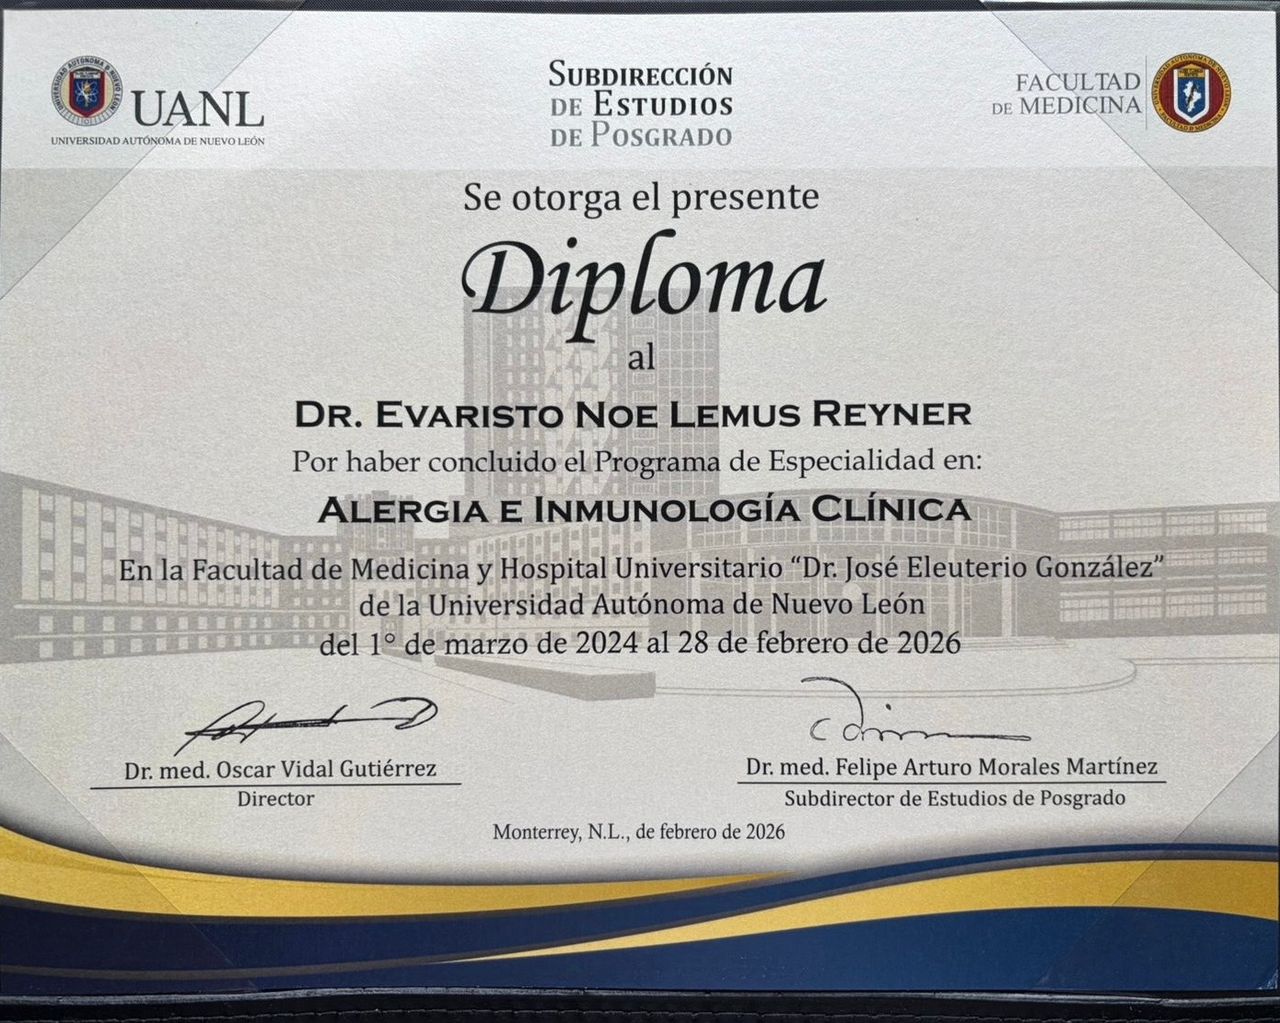 UANL
UNIVERSIDAD AUTÓNOMA DE NUEVO LEÓN
SUBDIRECCIÓN
DE ESTUDIOS
DE POSGRADO
FACULTAD
DE MEDICINA
Se otorga el presente
Diploma
al
DR. EVARISTO NOE LEMUS REYNER
Por haber concluido el Programa de Especialidad en:
ALERGIA E INMUNOLOGÍA CLÍNICA
En la Facultad de Medicina y Hospital Universitario “Dr. José Eleuterio González”
de la Universidad Autónoma de Nuevo León
del 1° de marzo de 2024 al 28 de febrero de 2026
Dr. med. Oscar Vidal Gutiérrez
Director
Dr. med. Felipe Arturo Morales Martínez
Subdirector de Estudios de Posgrado
Monterrey, N.L., de febrero de 2026